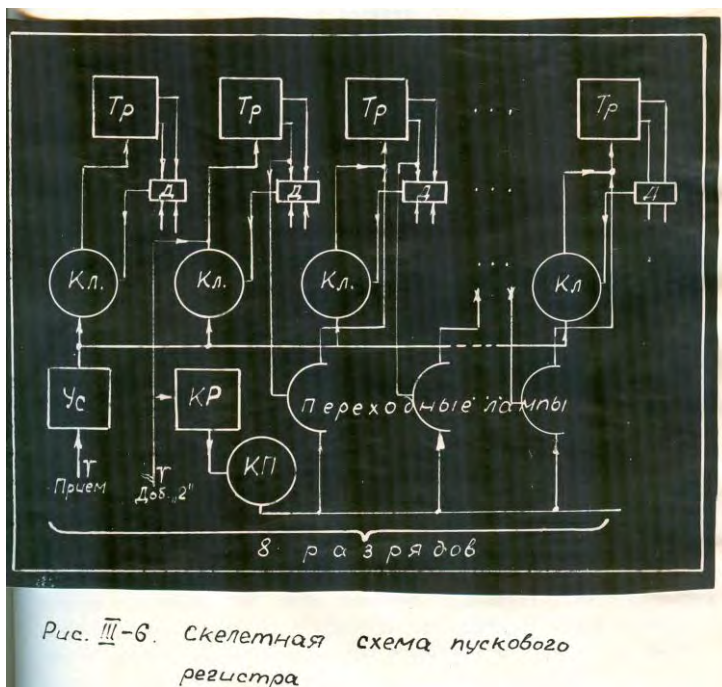 Тр Тр Тр . . . Тр
Д Д Д . . . Д
Кл. Кл. Кл. . . . Кл
Ус КР Переходные лампы
КП
Прием Доб. „2"
8 разрядов
Рис. III-6. Скелетная схема пускового
регистра